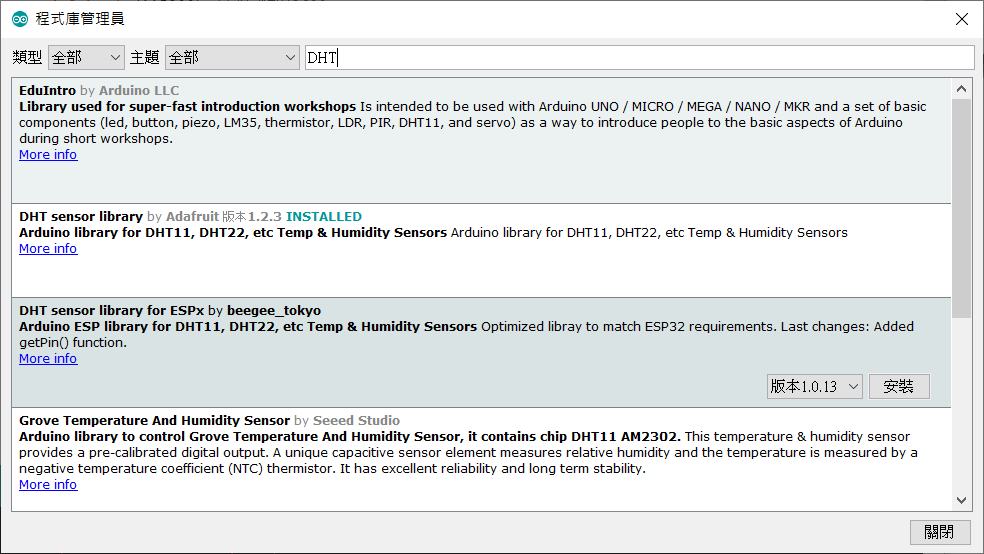 程式庫管理員
類型 全部 主題 全部 DHT
EduIntro by Arduino LLC
Library used for super-fast introduction workshops Is intended to be used with Arduino UNO / MICRO / MEGA / NANO / MKR and a set of basic
components (led, button, piezo, LM35, thermistor, LDR, PIR, DHT11, and servo) as a way to introduce people to the basic aspects of Arduino
during short workshops.
More info
DHT sensor library by Adafruit 版本1.2.3 INSTALLED
Arduino library for DHT11, DHT22, etc Temp & Humidity Sensors Arduino library for DHT11, DHT22, etc Temp & Humidity Sensors
More info
DHT sensor library for ESPx by beegee_tokyo
Arduino ESP library for DHT11, DHT22, etc Temp & Humidity Sensors Optimized libray to match ESP32 requirements. Last changes: Added
getPin() function.
More info
版本1.0.13 安裝
Grove Temperature And Humidity Sensor by Seeed Studio
Arduino library to control Grove Temperature And Humidity Sensor, it contains chip DHT11 AM2302. This temperature & humidity sensor
provides a pre-calibrated digital output. A unique capacitive sensor element measures relative humidity and the temperature is measured by a
negative temperature coefficient (NTC) thermistor. It has excellent reliability and long term stability.
More info
關閉